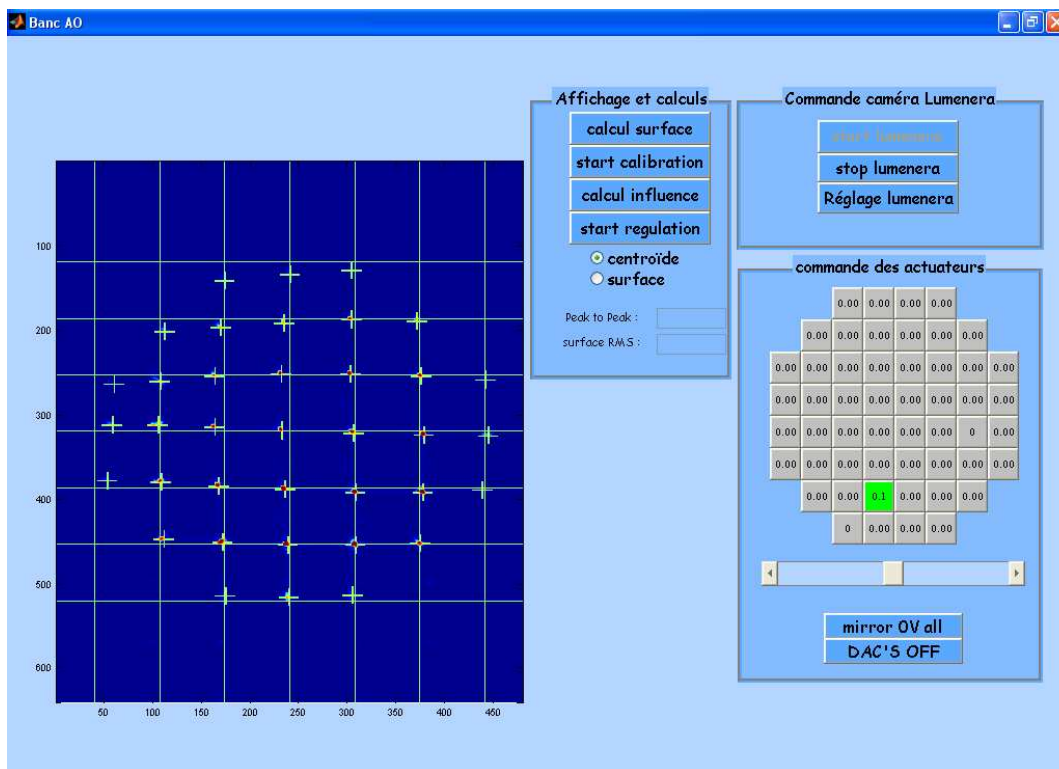 Banc AO
Affichage et calculs
calcul surface
start calibration
calcul influence
start regulation
centroïde
surface
Peak to Peak :
surface RMS :
Commande caméra Lumenera
start lumenera
stop lumenera
Réglage lumenera
commande des actuateurs
0.00 0.00 0.00 0.00
0.00 0.00 0.00 0.00 0.00 0.00
0.00 0.00 0.00 0.00 0.00 0.00 0.00 0.00
0.00 0.00 0.00 0.00 0.00 0.00 0.00 0.00
0.00 0.00 0.00 0.00 0.00 0.00 0 0.00
0.00 0.00 0.00 0.00 0.00 0.00 0.00 0.00
0.00 0.00 0.1 0.00 0.00 0.00
0 0.00 0.00 0.00
mirror 0V all
DAC'S OFF
100
200
300
400
500
600
50 100 150 200 250 300 350 400 450